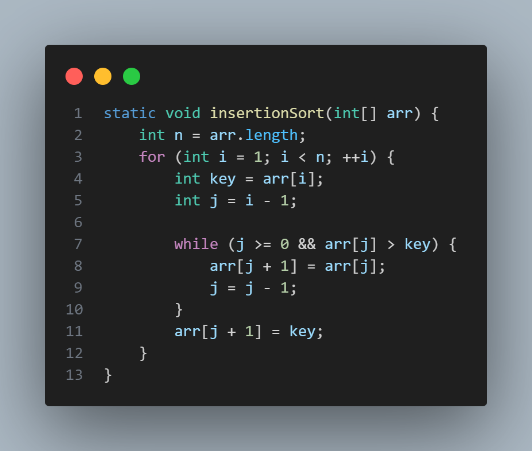 1 static void insertionSort(int[] arr) {
2     int n = arr.length;
3     for (int i = 1; i < n; ++i) {
4         int key = arr[i];
5         int j = i - 1;
6
7         while (j >= 0 && arr[j] > key) {
8             arr[j + 1] = arr[j];
9             j = j - 1;
10         }
11         arr[j + 1] = key;
12     }
13 }